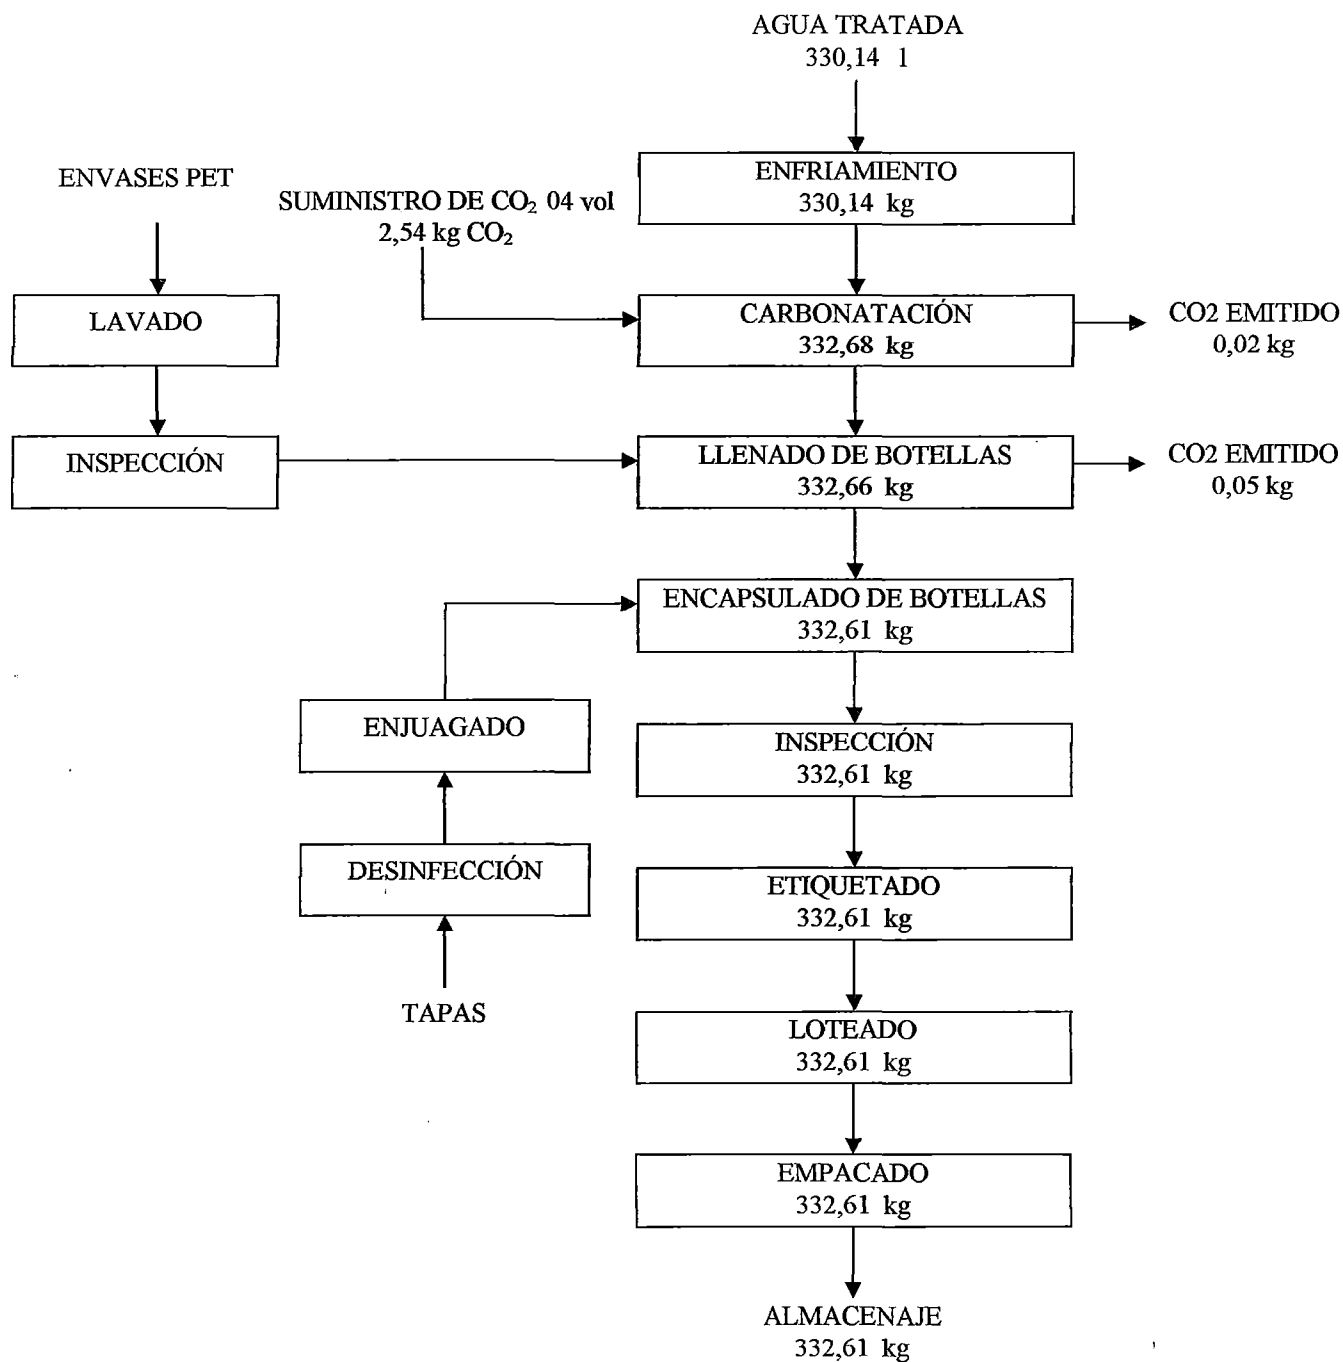 AGUA TRATADA
330,14 l
ENFRIAMIENTO
330,14 kg
ENVASES PET
SUMINISTRO DE CO₂ 04 vol
2,54 kg CO₂
LAVADO
CARBONATACIÓN
332,68 kg
CO2 EMITIDO
0,02 kg
INSPECCIÓN
LLENADO DE BOTELLAS
332,66 kg
CO2 EMITIDO
0,05 kg
ENCAPSULADO DE BOTELLAS
332,61 kg
ENJUAGADO
INSPECCIÓN
332,61 kg
DESINFECCIÓN
ETIQUETADO
332,61 kg
TAPAS
LOTEADO
332,61 kg
EMPACADO
332,61 kg
ALMACENAJE
332,61 kg